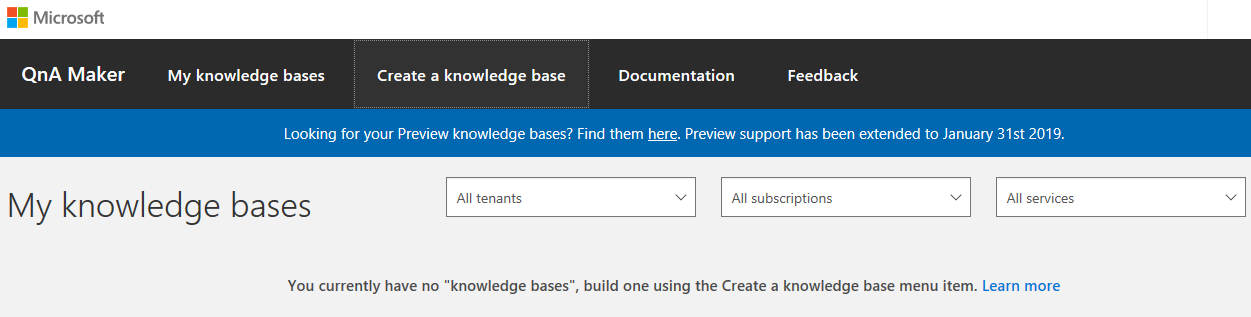 Microsoft
QnA Maker My knowledge bases Create a knowledge base Documentation Feedback
Looking for your Preview knowledge bases? Find them here. Preview support has been extended to January 31st 2019.
My knowledge bases All tenants All subscriptions All services
You currently have no "knowledge bases", build one using the Create a knowledge base menu item. Learn more